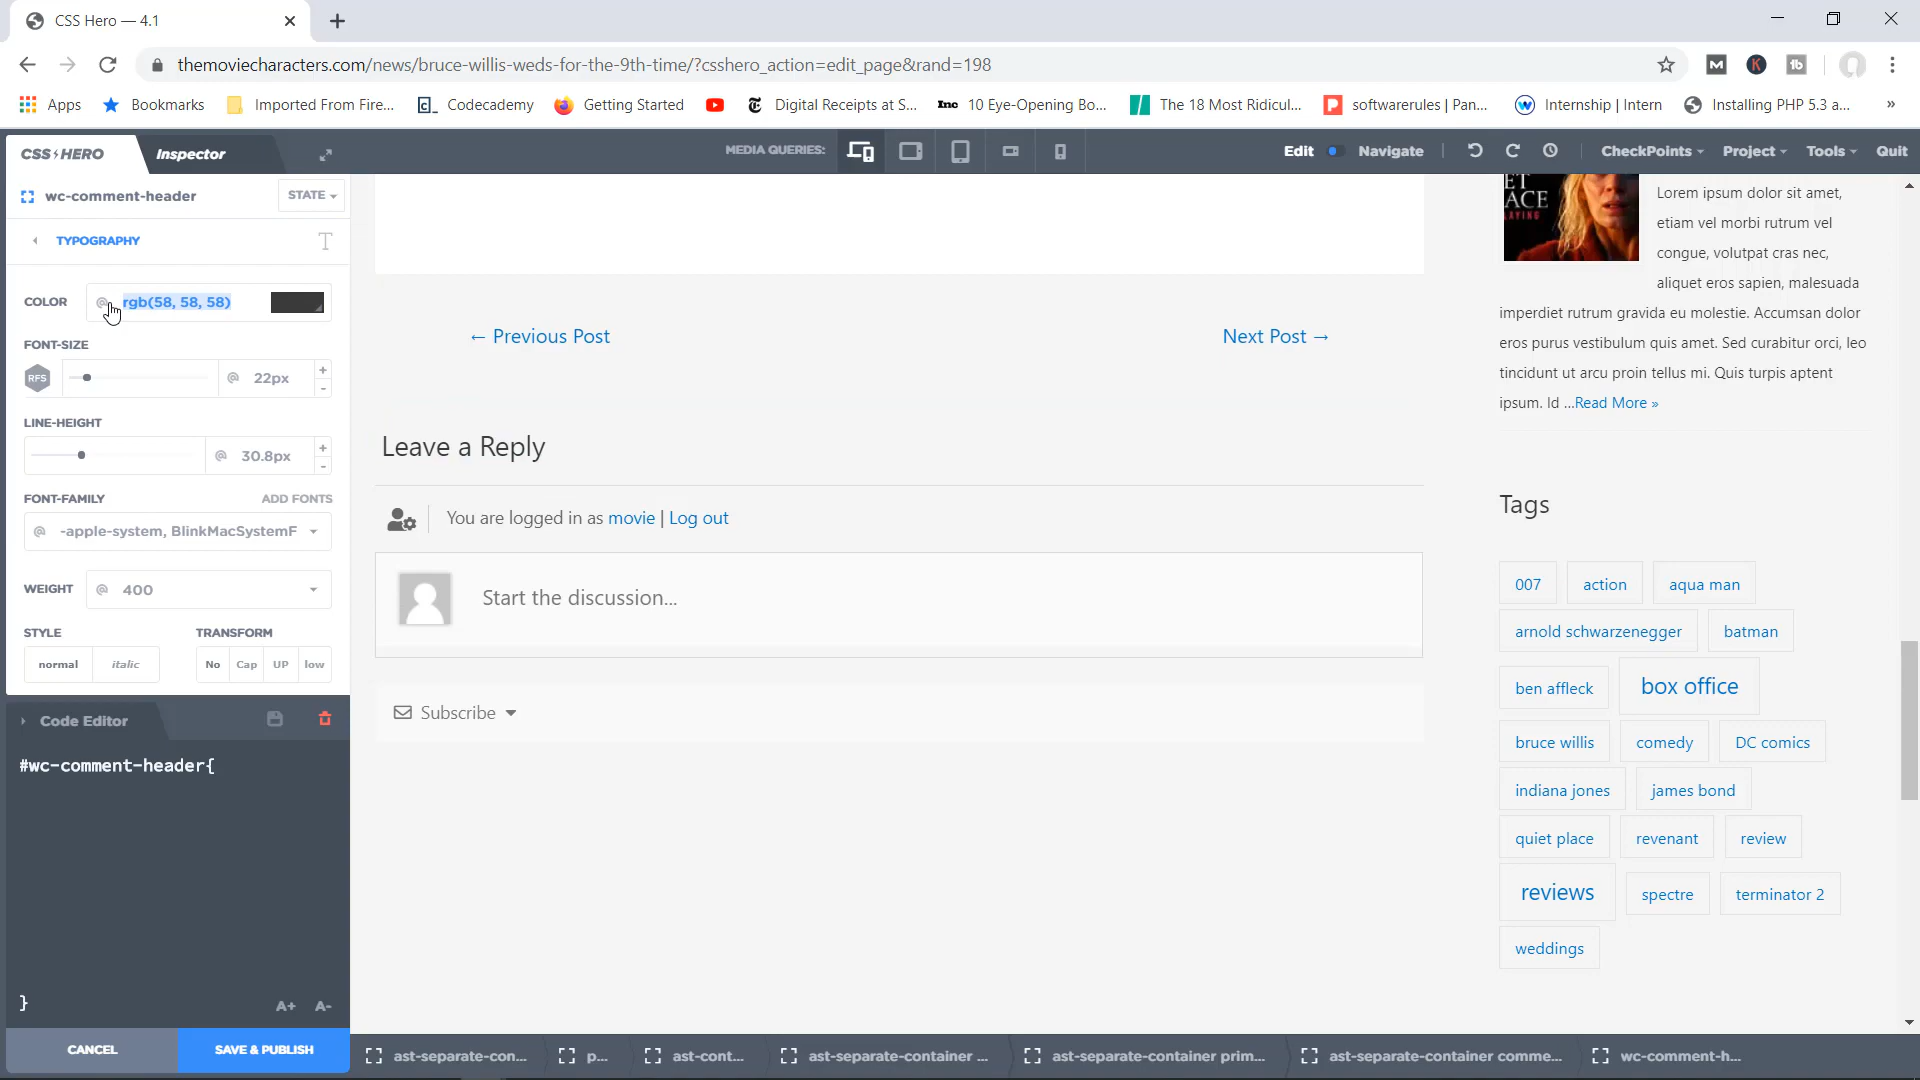 CSS Hero — 4.1
themoviecharacters.com/news/bruce-willis-weds-for-the-9th-time/?csshero_action=edit_page&rand=198
Apps
Bookmarks
Imported From Fire...
Codecademy
Getting Started
Digital Receipts at S...
Inc
10 Eye-Opening Bo...
The 18 Most Ridicul...
softwarerules | Pan...
Internship | Intern
Installing PHP 5.3 a...
»
CSS HERO
Inspector
MEDIA QUERIES:
Edit
Navigate
CheckPoints
Project
Tools
Quit
wc-comment-header
STATE
TYPOGRAPHY
COLOR
@ rgb(58, 58, 58)
FONT-SIZE
RFS
@ 22px
+
-
LINE-HEIGHT
@ 30.8px
+
-
FONT-FAMILY
ADD FONTS
@ -apple-system, BlinkMacSystemF
WEIGHT
@ 400
STYLE
TRANSFORM
normal
italic
No
Cap
UP
low
Code Editor
#wc-comment-header{
}
A+
A-
CANCEL
SAVE & PUBLISH
← Previous Post
Next Post →
Leave a Reply
You are logged in as movie | Log out
Start the discussion...
Subscribe
ACE
Lorem ipsum dolor sit amet,
etiam vel morbi rutrum vel
congue, volutpat cras nec,
aliquet eros sapien, malesuada
imperdiet rutrum gravida eu molestie. Accumsan dolor
eros purus vestibulum quis amet. Sed curabitur orci, leo
tincidunt ut arcu proin tellus mi. Quis turpis aptent
ipsum. Id ...Read More »
Tags
007
action
aqua man
arnold schwarzenegger
batman
ben affleck
box office
bruce willis
comedy
DC comics
indiana jones
james bond
quiet place
revenant
review
reviews
spectre
terminator 2
weddings
ast-separate-con...
p...
ast-cont...
ast-separate-container ...
ast-separate-container prim...
ast-separate-container comme...
wc-comment-h...